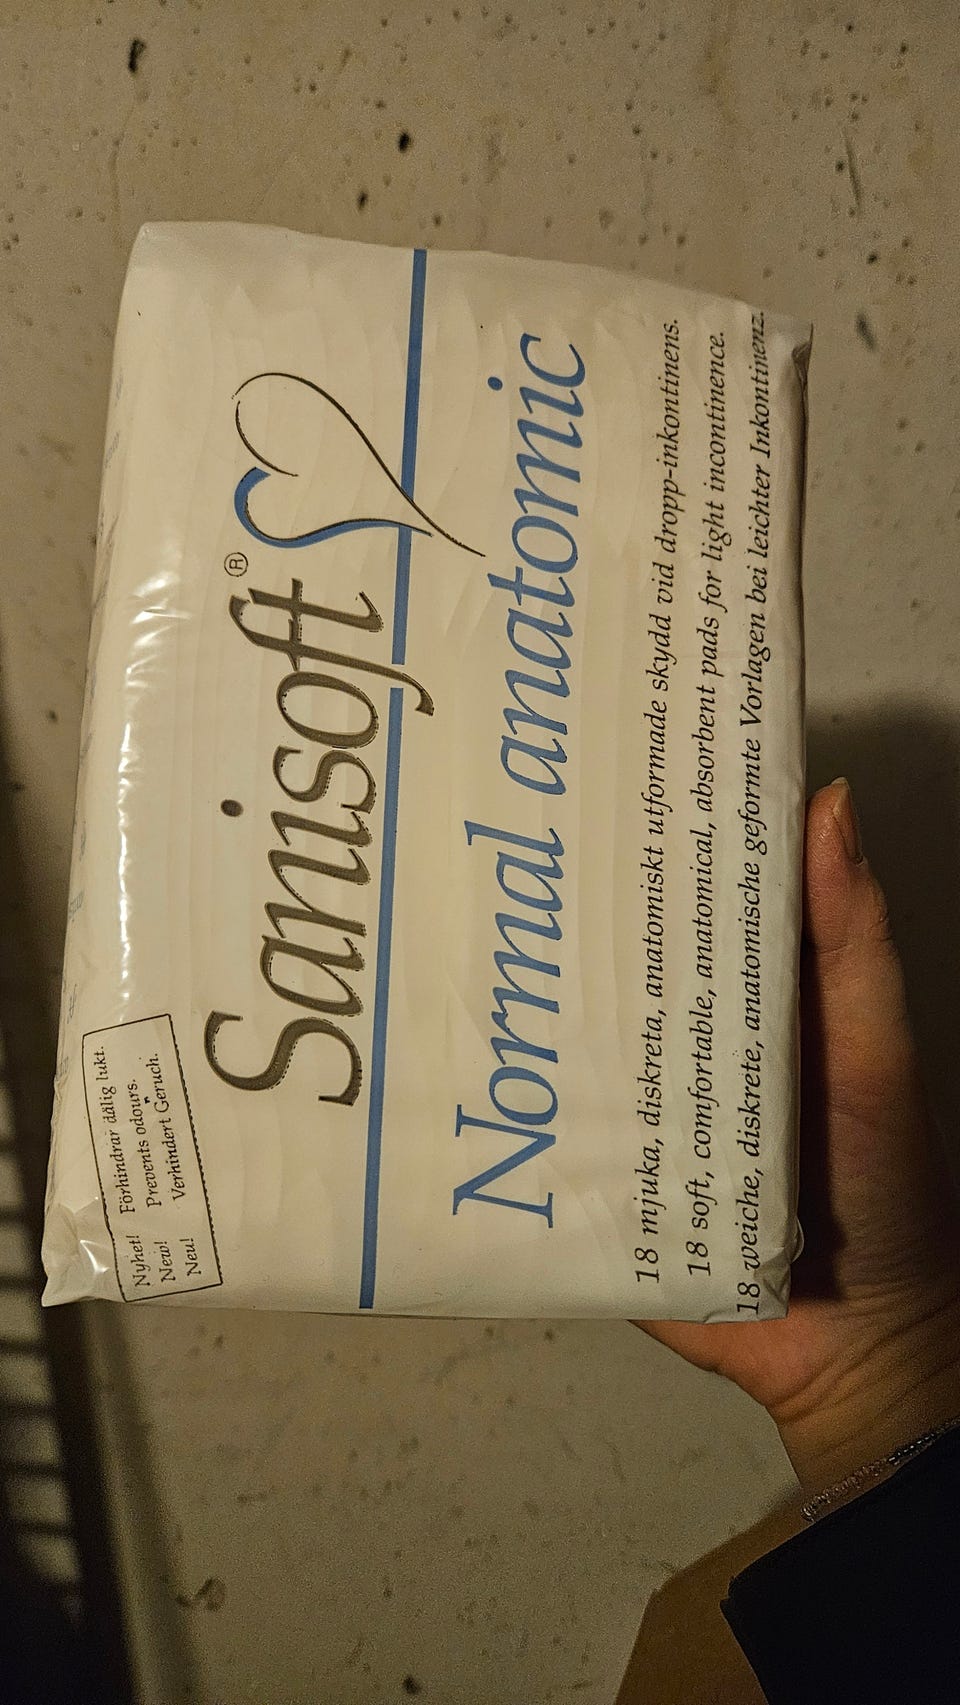 Nyhet! Förhindrar dålig lukt.
New! Prevents odours.
Neu! Verhindert Geruch.
Sanisoft®
Normal anatomic
18 mjuka, diskreta, anatomiskt utformade skydd vid dropp-inkontinens.
18 soft, comfortable, anatomical, absorbent pads for light incontinence.
18 weiche, diskrete, anatomische geformte Vorlagen bei leichter Inkontinenz.